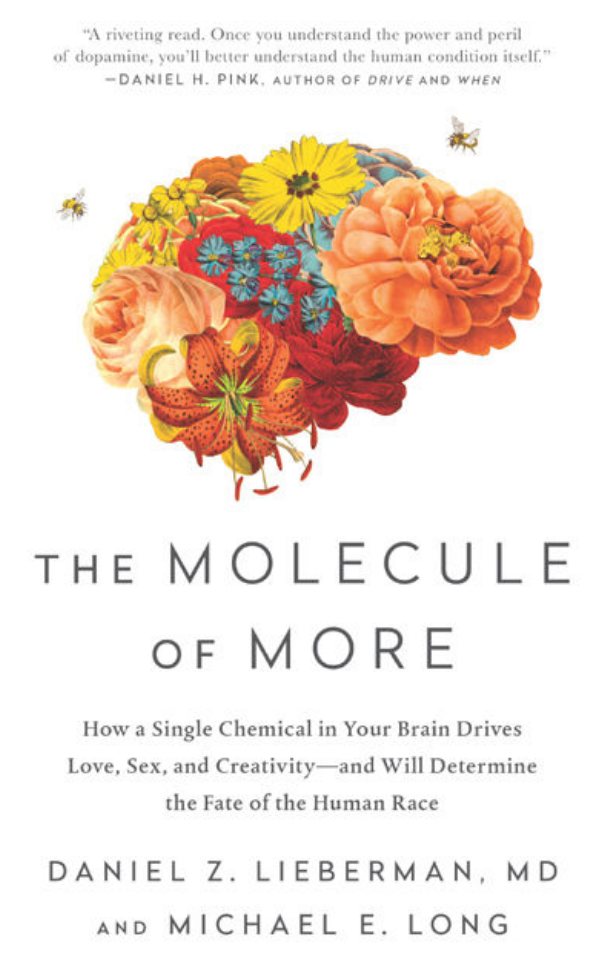 “A riveting read. Once you understand the power and peril
of dopamine, you’ll better understand the human condition itself.”
—DANIEL H. PINK, AUTHOR OF DRIVE AND WHEN
THE MOLECULE
OF MORE
How a Single Chemical in Your Brain Drives
Love, Sex, and Creativity—and Will Determine
the Fate of the Human Race
DANIEL Z. LIEBERMAN, MD
AND MICHAEL E. LONG